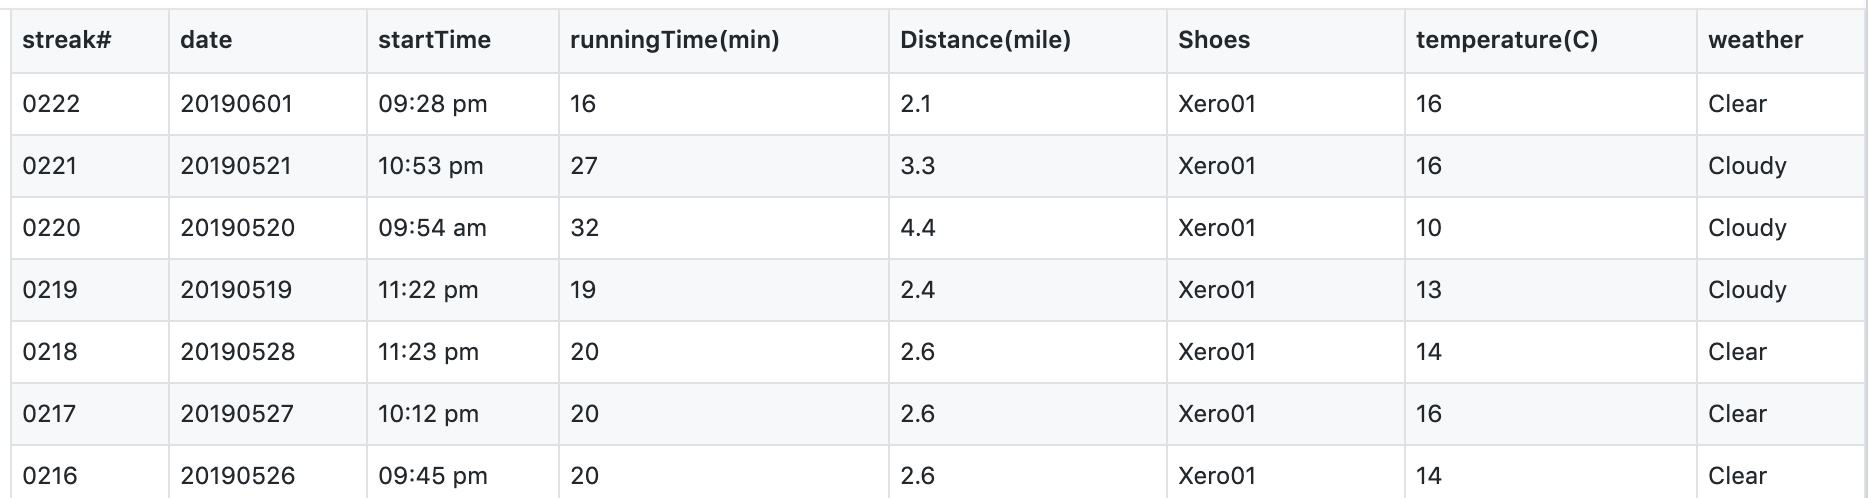 streak# date startTime runningTime(min) Distance(mile) Shoes temperature(C) weather
0222 20190601 09:28 pm 16 2.1 Xero01 16 Clear
0221 20190521 10:53 pm 27 3.3 Xero01 16 Cloudy
0220 20190520 09:54 am 32 4.4 Xero01 10 Cloudy
0219 20190519 11:22 pm 19 2.4 Xero01 13 Cloudy
0218 20190528 11:23 pm 20 2.6 Xero01 14 Clear
0217 20190527 10:12 pm 20 2.6 Xero01 16 Clear
0216 20190526 09:45 pm 20 2.6 Xero01 14 Clear